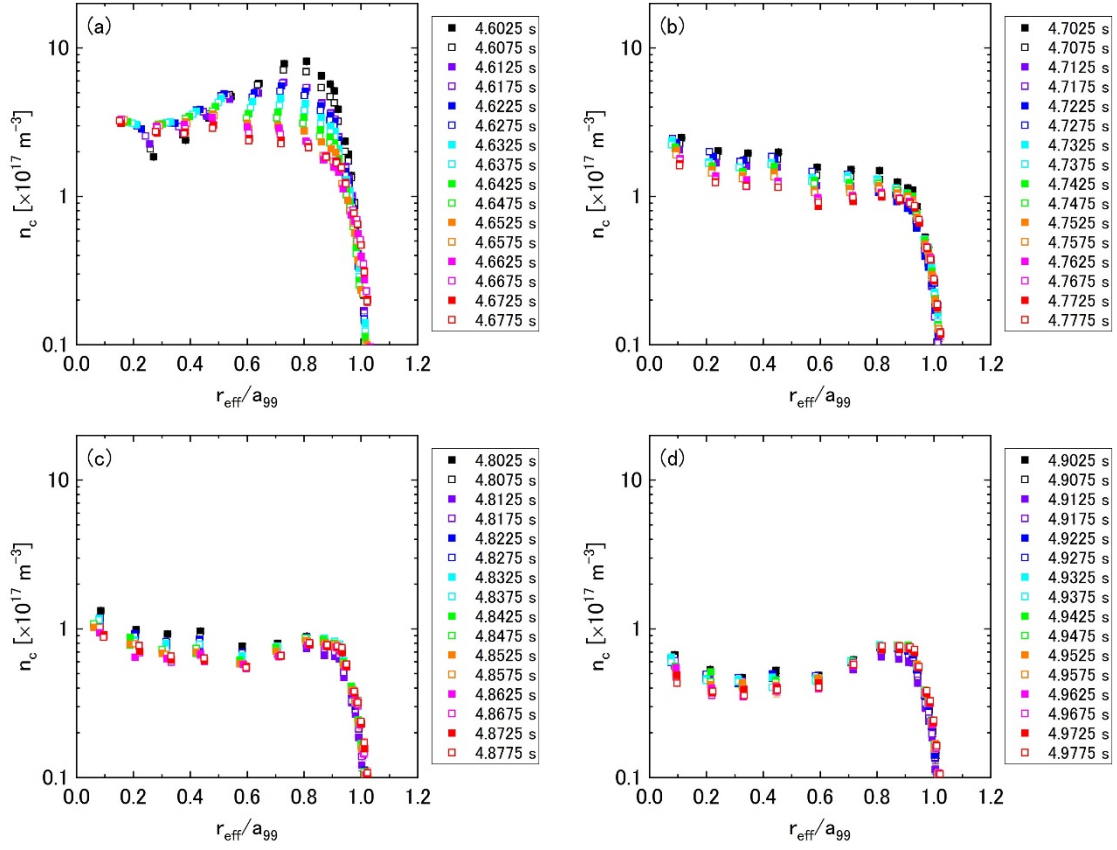 (a)
n_c [×10^17 m^-3]
10
1
0.1
0.0 0.2 0.4 0.6 0.8 1.0 1.2
r_eff/a_99
4.6025 s
4.6075 s
4.6125 s
4.6175 s
4.6225 s
4.6275 s
4.6325 s
4.6375 s
4.6425 s
4.6475 s
4.6525 s
4.6575 s
4.6625 s
4.6675 s
4.6725 s
4.6775 s
(b)
n_c [×10^17 m^-3]
10
1
0.1
0.0 0.2 0.4 0.6 0.8 1.0 1.2
r_eff/a_99
4.7025 s
4.7075 s
4.7125 s
4.7175 s
4.7225 s
4.7275 s
4.7325 s
4.7375 s
4.7425 s
4.7475 s
4.7525 s
4.7575 s
4.7625 s
4.7675 s
4.7725 s
4.7775 s
(c)
n_c [×10^17 m^-3]
10
1
0.1
0.0 0.2 0.4 0.6 0.8 1.0 1.2
r_eff/a_99
4.8025 s
4.8075 s
4.8125 s
4.8175 s
4.8225 s
4.8275 s
4.8325 s
4.8375 s
4.8425 s
4.8475 s
4.8525 s
4.8575 s
4.8625 s
4.8675 s
4.8725 s
4.8775 s
(d)
n_c [×10^17 m^-3]
10
1
0.1
0.0 0.2 0.4 0.6 0.8 1.0 1.2
r_eff/a_99
4.9025 s
4.9075 s
4.9125 s
4.9175 s
4.9225 s
4.9275 s
4.9325 s
4.9375 s
4.9425 s
4.9475 s
4.9525 s
4.9575 s
4.9625 s
4.9675 s
4.9725 s
4.9775 s